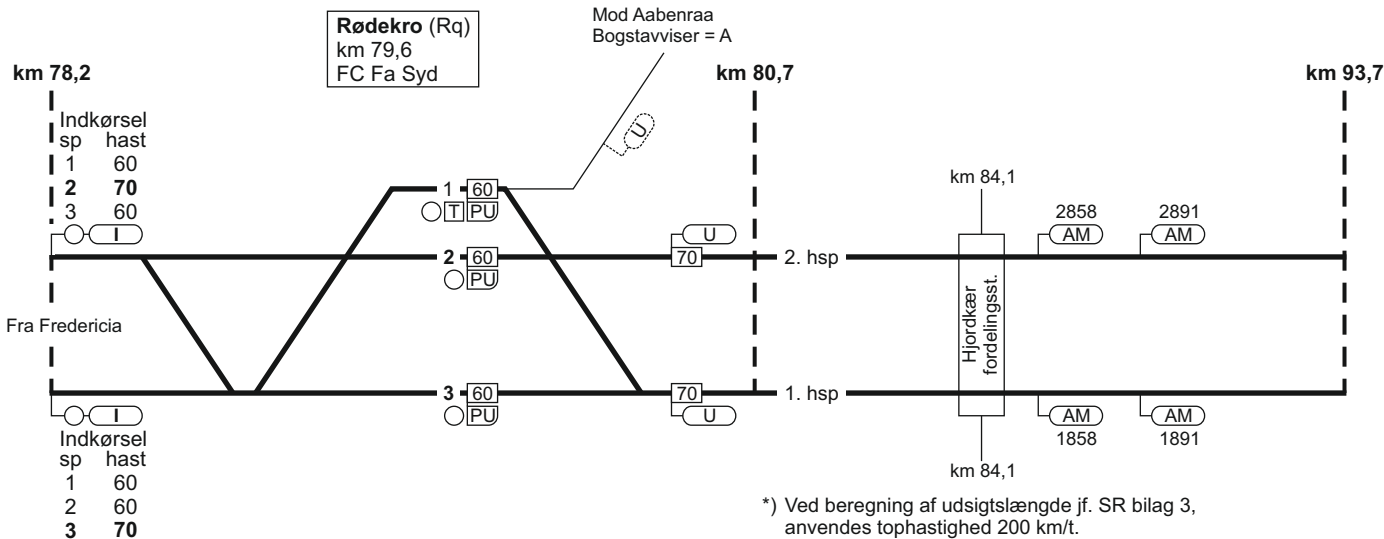 Rødekro (Rq)
km 79,6
FC Fa Syd
Mod Aabenraa
Bogstavviser = A
km 78,2
km 80,7
km 93,7
Indkørsel
sp hast
1 60
2 70
3 60
I
U
1 60
T PU
2 60
PU
U
70
2. hsp
km 84,1
2858
AM
2891
AM
Fra Fredericia
Hjordkær
fordelingsst.
3 60
PU
70
U
1. hsp
I
Indkørsel
sp hast
1 60
2 60
3 70
AM
1858
AM
1891
km 84,1
*) Ved beregning af udsigtslængde jf. SR bilag 3,
anvendes tophastighed 200 km/t.